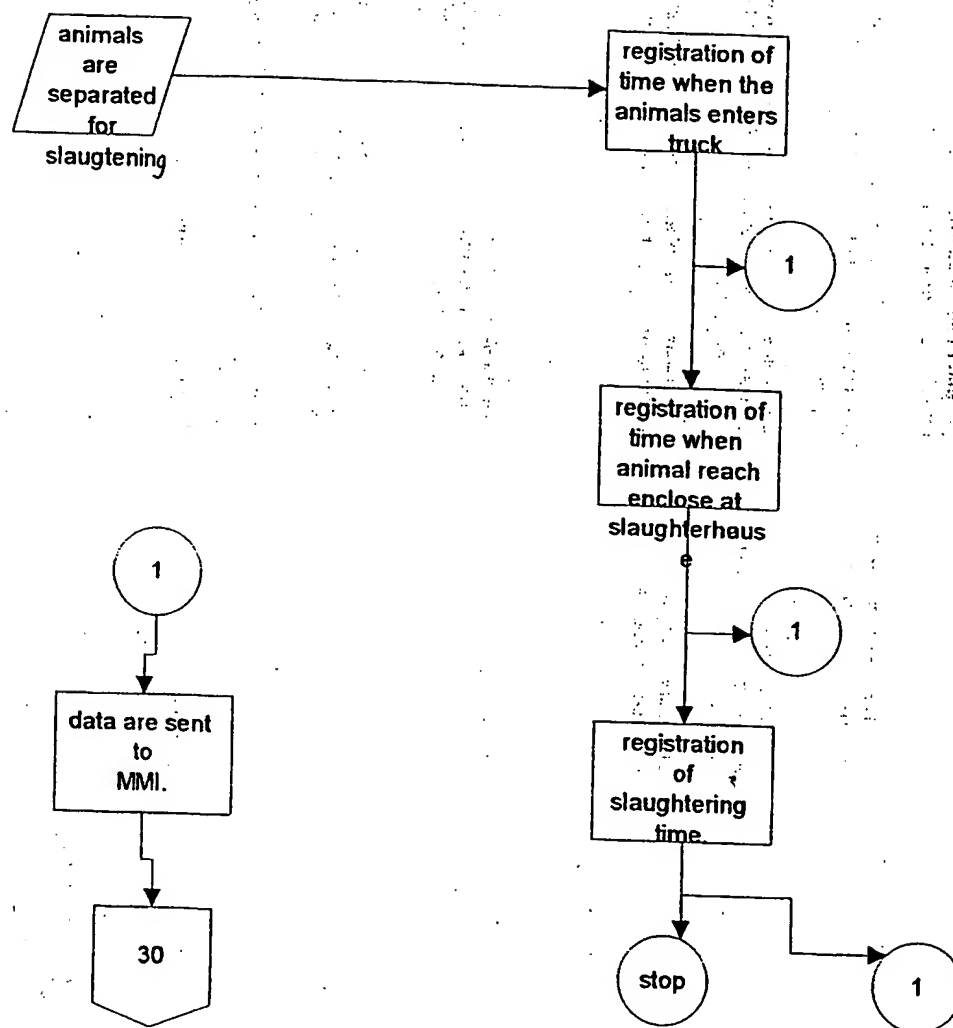 animals
are
separated
for
slaugtening
registration of
time when the
animals enters
truck
1
registration of
time when
animal reach
enclose at
slaughterhous
e
1
1
data are sent
to
MMI.
registration
of
slaughtering
time.
30
stop
1